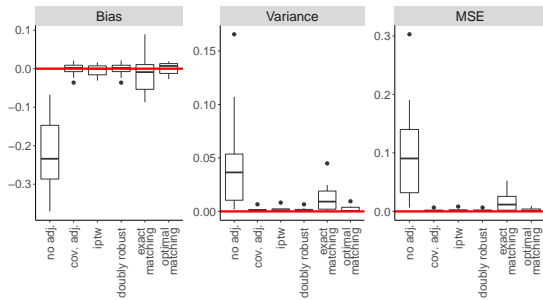 Bias
Variance
MSE
0.1
0.0
−0.1
−0.2
−0.3
0.15
0.10
0.05
0.00
0.3
0.2
0.1
0.0
no adj.
cov. adj.
iptw
doubly robust
exact
matching
optimal
matching
no adj.
cov. adj.
iptw
doubly robust
exact
matching
optimal
matching
no adj.
cov. adj.
iptw
doubly robust
exact
matching
optimal
matching